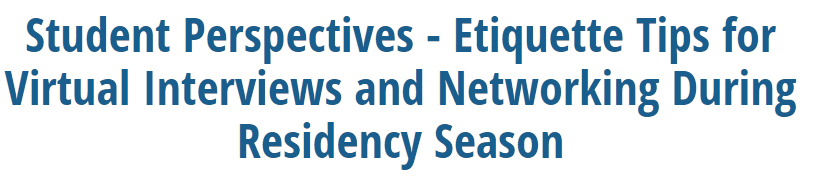 Student Perspectives - Etiquette Tips for
Virtual Interviews and Networking During
Residency Season